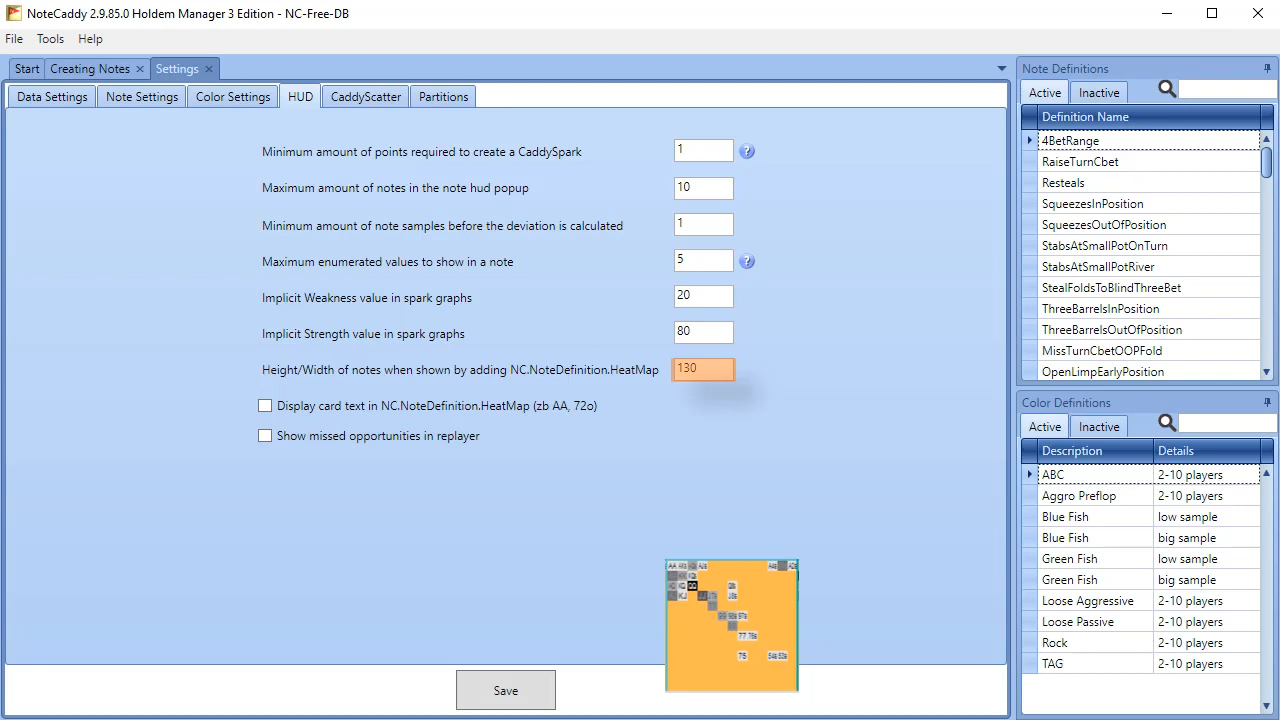 NoteCaddy 2.9.85.0 Holdem Manager 3 Edition - NC-Free-DB
File Tools Help
Start Creating Notes Settings
Data Settings Note Settings Color Settings HUD CaddyScatter Partitions
Minimum amount of points required to create a CaddySpark 1
Maximum amount of notes in the note hud popup 10
Minimum amount of note samples before the deviation is calculated 1
Maximum enumerated values to show in a note 5
Implicit Weakness value in spark graphs 20
Implicit Strength value in spark graphs 80
Height/Width of notes when shown by adding NC.NoteDefinition.HeatMap 130
Display card text in NC.NoteDefinition.HeatMap (zb AA, 72o)
Show missed opportunities in replayer
77 76s
Save
Note Definitions
Active Inactive
Definition Name
4BetRange
RaiseTurnCbet
Resteals
SqueezesInPosition
SqueezesOutOfPosition
StabsAtSmallPotOnTurn
StabsAtSmallPotRiver
StealFoldsToBlindThreeBet
ThreeBarrelsInPosition
ThreeBarrelsOutOfPosition
MissTurnCbetOOPFold
OpenLimpEarlyPosition
Color Definitions
Active Inactive
Description Details
ABC 2-10 players
Aggro Preflop 2-10 players
Blue Fish low sample
Blue Fish big sample
Green Fish low sample
Green Fish big sample
Loose Aggressive 2-10 players
Loose Passive 2-10 players
Rock 2-10 players
TAG 2-10 players